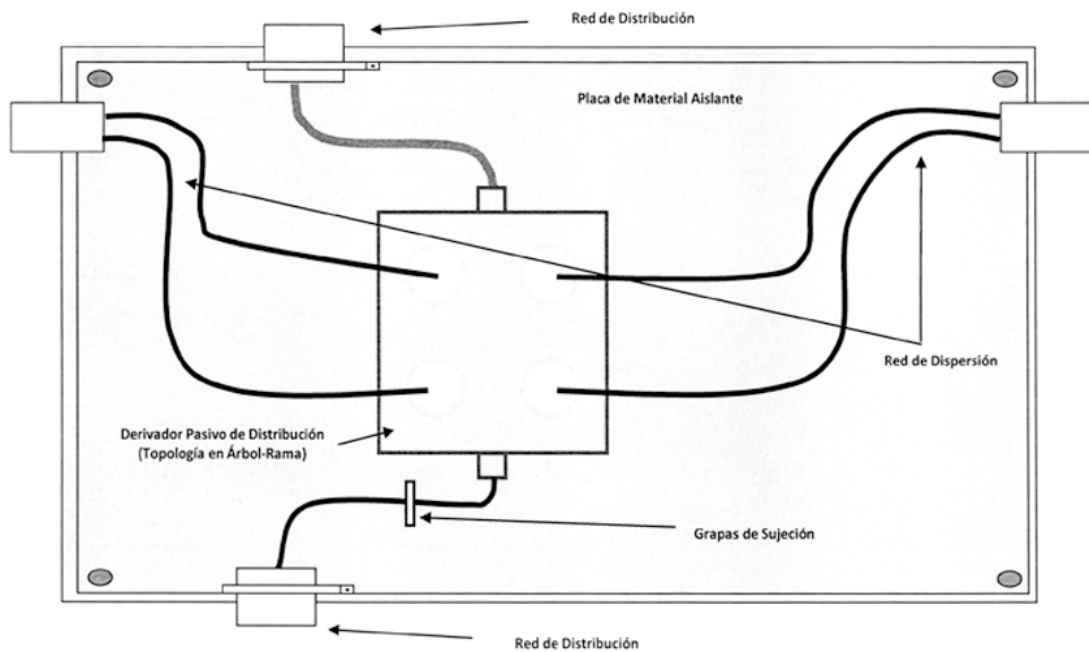 Red de Distribución
Placa de Material Aislante
Red de Dispersión
Derivador Pasivo de Distribución
(Topología en Árbol-Rama)
Grapas de Sujeción
Red de Distribución